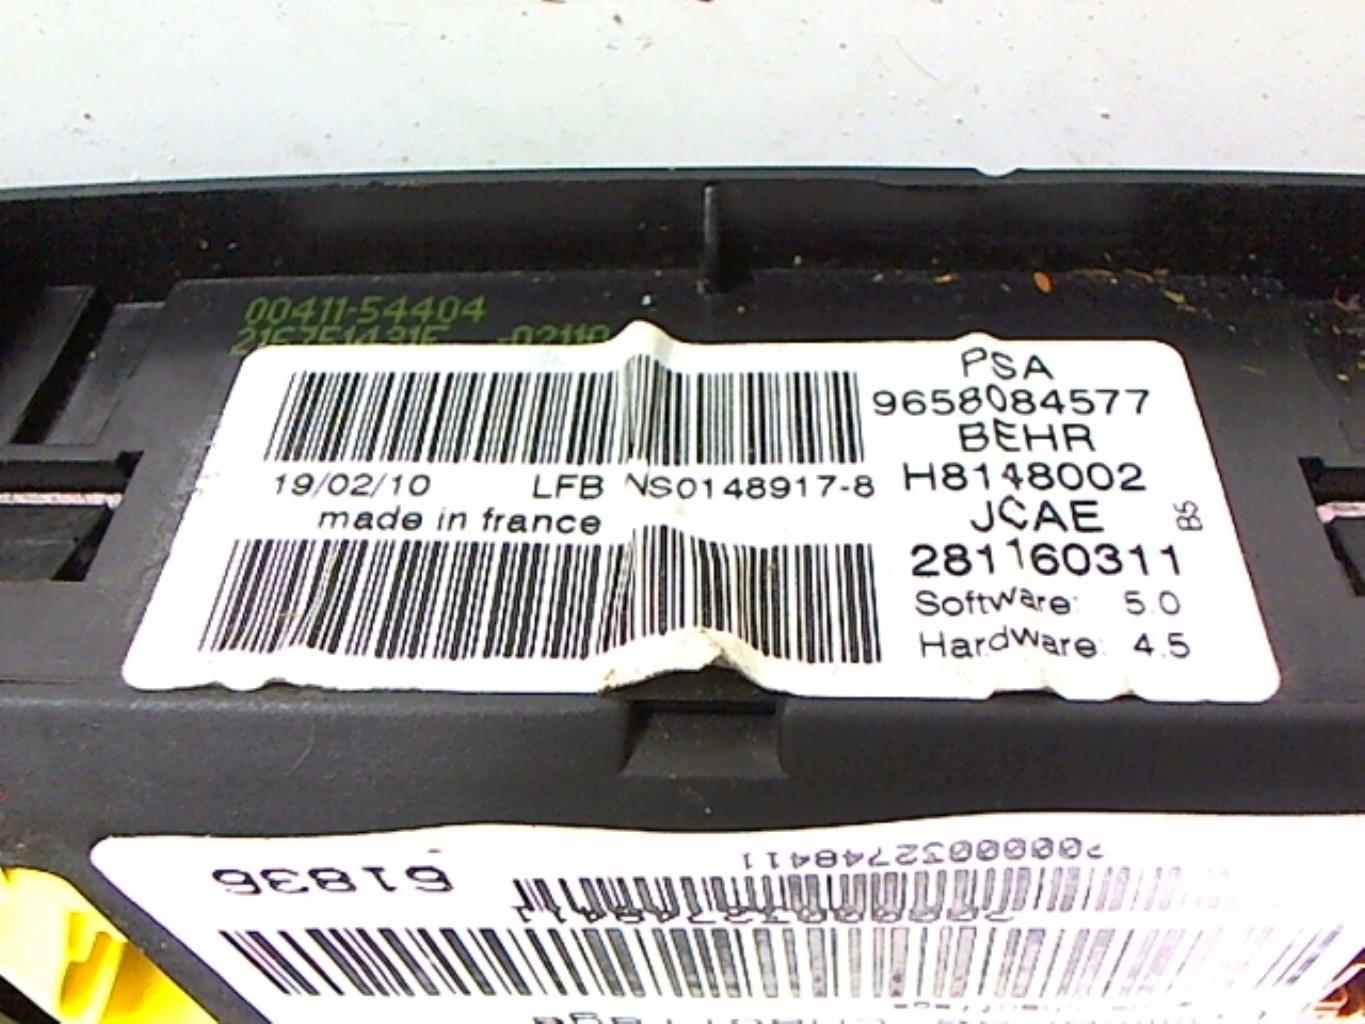 00411-54404
PSA
9658084577
BEHR
19/02/10 LFB NS0148917-8 H8148002
made in france JCAE B5
281160311
Software: 5.0
Hardware: 4.5
61836
7000003274841